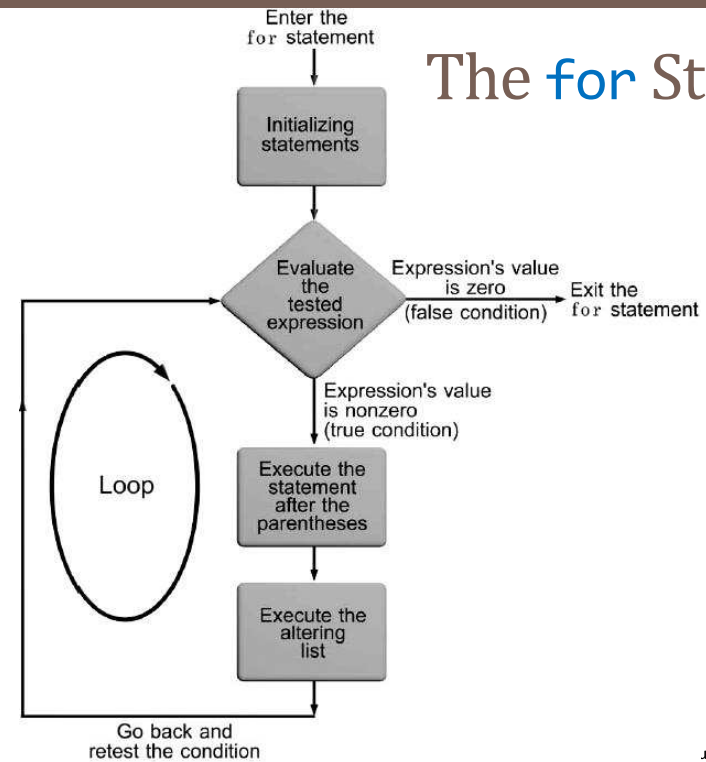 Enter the
for statement
The for St
Initializing
statements
Evaluate
the
tested
expression
Expression's value
is zero
(false condition)
Exit the
for statement
Expression's value
is nonzero
(true condition)
Loop
Execute the
statement
after the
parentheses
Execute the
altering
list
Go back and
retest the condition